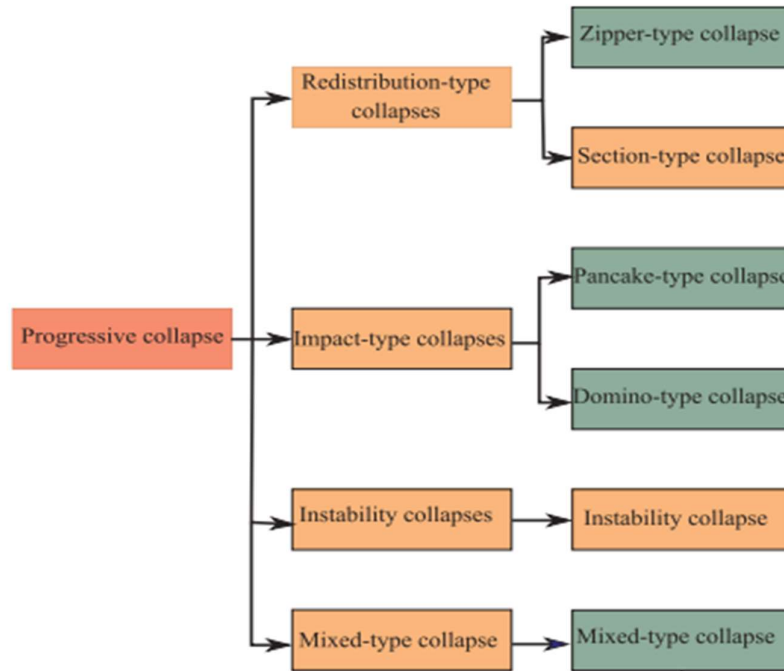 Zipper-type collapse
Redistribution-type
collapses
Section-type collapse
Pancake-type collapse
Progressive collapse
Impact-type collapses
Domino-type collapse
Instability collapses
Instability collapse
Mixed-type collapse
Mixed-type collapse